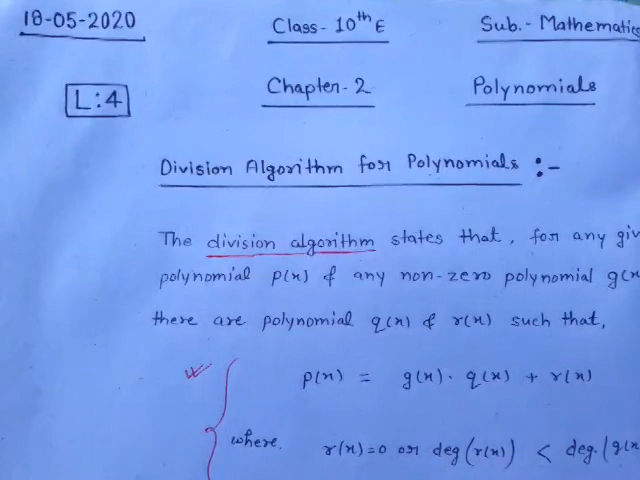 18-05-2020 Class- 10th E Sub.- Mathematics
L:4 Chapter-2 Polynomials
Division Algorithm for Polynomials :-
The division algorithm states that, for any giv
polynomial p(x) & any non-zero polynomial g(x
there are polynomial q(x) & r(x) such that,
p(x) = g(x). q(x) + r(x)
where. r(x)=0 or deg(r(x)) < deg.(g(x